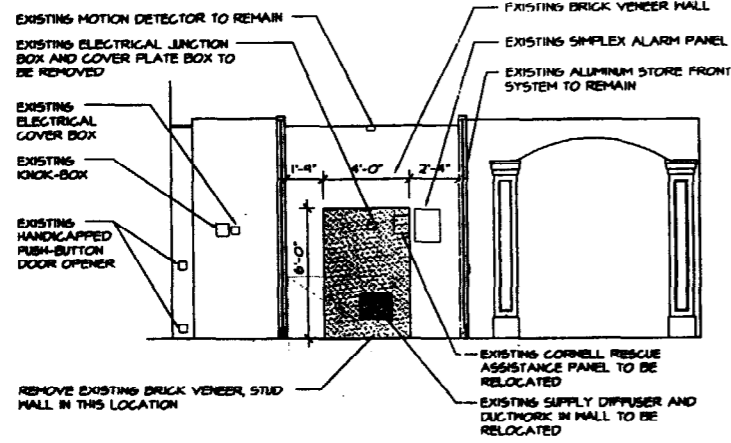 EXISTING MOTION DETECTOR TO REMAIN
EXISTING ELECTRICAL JUNCTION
BOX AND COVER PLATE BOX TO
BE REMOVED
EXISTING
ELECTRICAL
COVER BOX
EXISTING
KNOK-BOX
EXISTING
HANDICAPPED
PUSH-BUTTON
DOOR OPENER
REMOVE EXISTING BRICK VENEER, STUD
WALL IN THIS LOCATION
1'-9"
4'-0"
2'-4"
6'-0"
EXISTING BRICK VENEER WALL
EXISTING SIMPLEX ALARM PANEL
EXISTING ALUMINUM STORE FRONT
SYSTEM TO REMAIN
EXISTING CORNELL RESCUE
ASSISTANCE PANEL TO BE
RELOCATED
EXISTING SUPPLY DIFFUSER AND
DUCTWORK IN WALL TO BE
RELOCATED